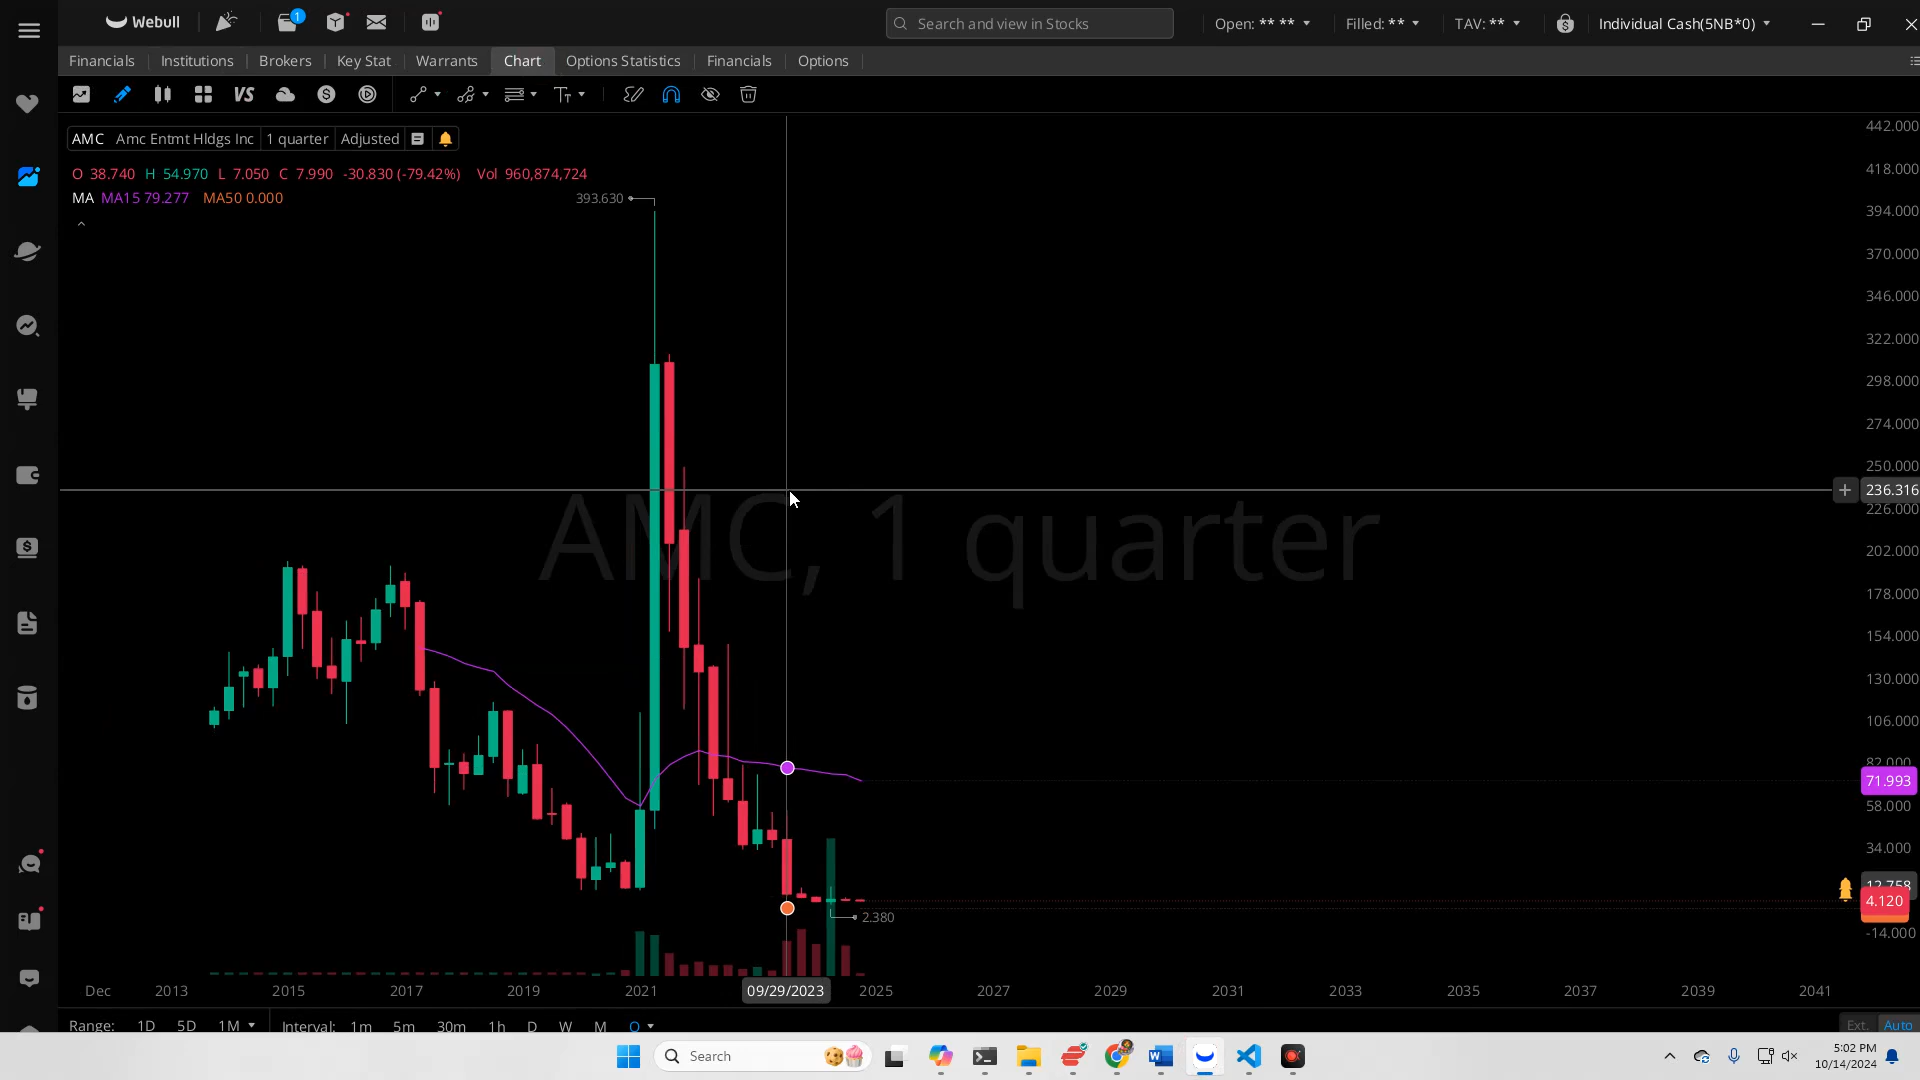 Webull
1
Search and view in Stocks
Open: ** **
Filled: **
TAV: **
Individual Cash(5NB*0)
Financials
Institutions
Brokers
Key Stat
Warrants
Chart
Options Statistics
Financials
Options
VS
AMC Amc Entmt Hldgs Inc 1 quarter Adjusted
O 38.740 H 54.970 L 7.050 C 7.990 -30.830 (-79.42%) Vol 960,874,724
MA MA15 79.277 MA50 0.000
393.630
AMC, 1 quarter
2.380
442.000
418.000
394.000
370.000
346.000
322.000
298.000
274.000
250.000
236.316
226.000
202.000
178.000
154.000
130.000
106.000
82.000
71.993
58.000
34.000
12.758
4.120
-14.000
Dec 2013 2015 2017 2019 2021 09/29/2023 2025 2027 2029 2031 2033 2035 2037 2039 2041
Range: 1D 5D 1M Interval: 1m 5m 30m 1h D W M Q
Ext. Auto
Search
5:02 PM
10/14/2024